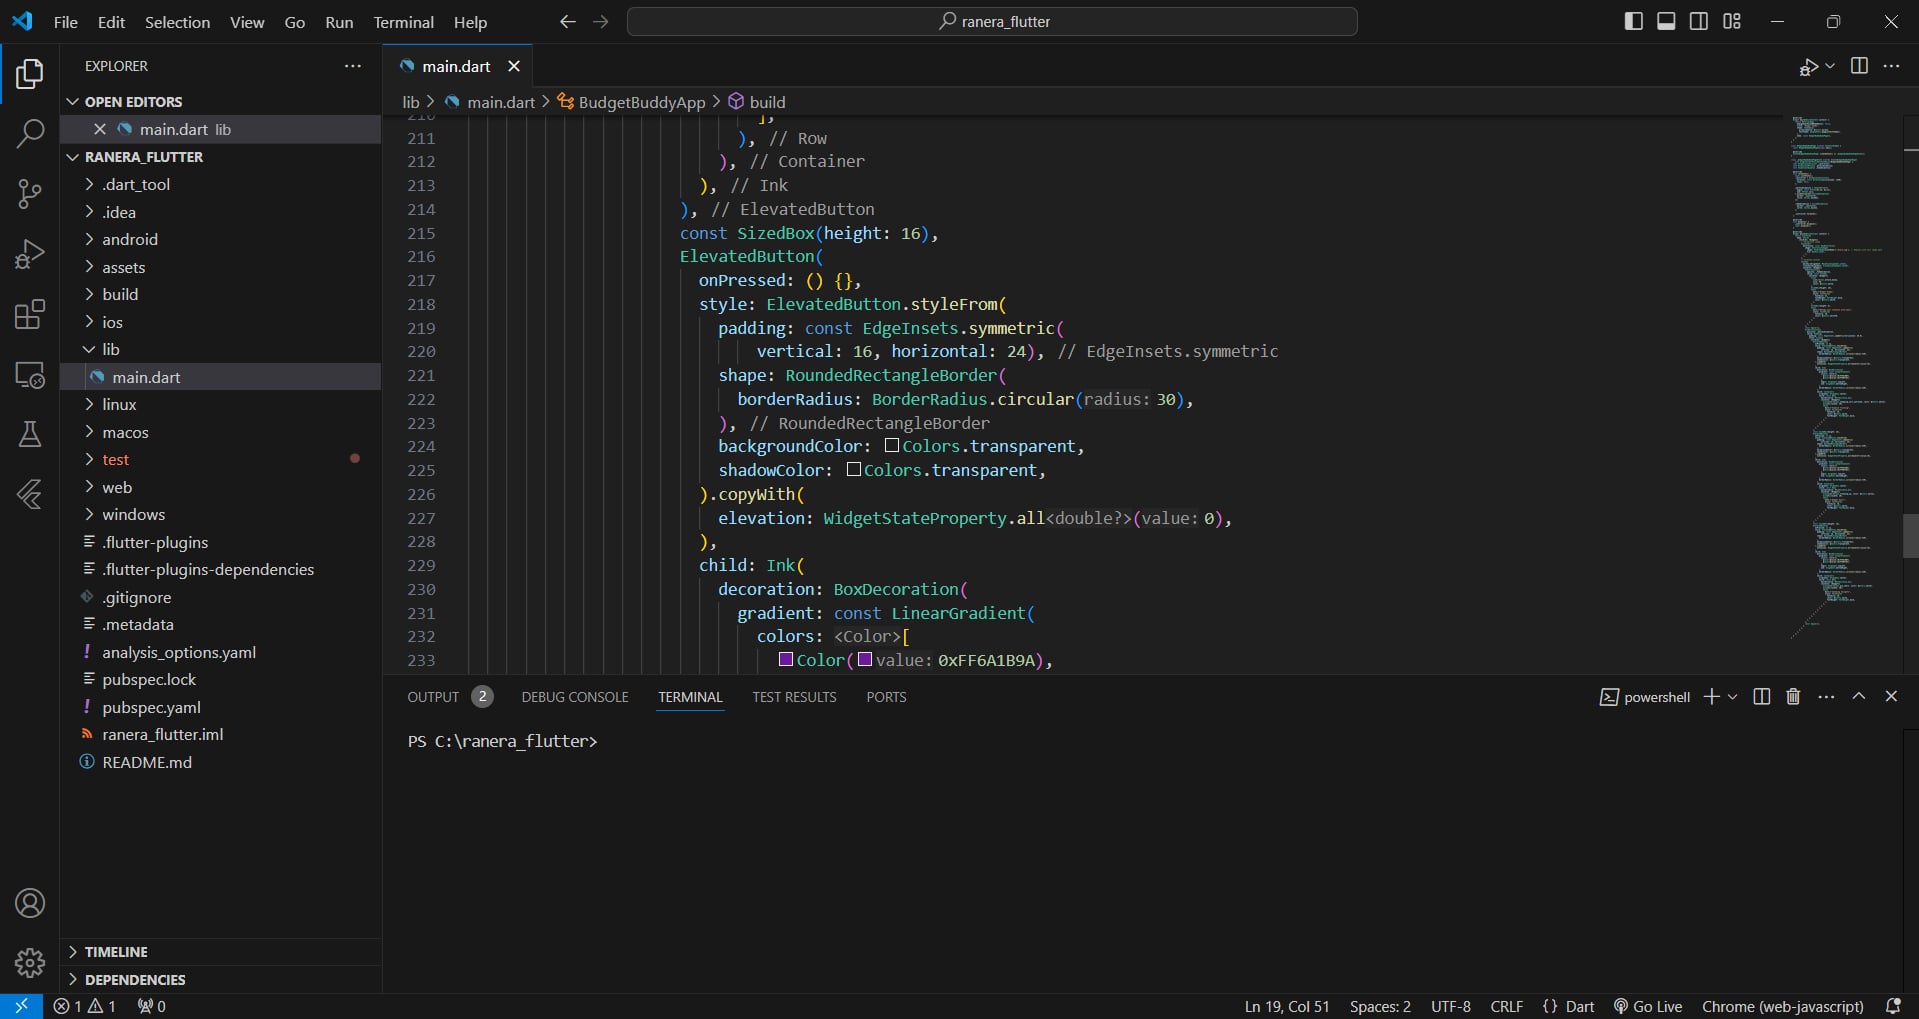 File Edit Selection View Go Run Terminal Help
ranera_flutter
EXPLORER
OPEN EDITORS
main.dart lib
RANERA_FLUTTER
.dart_tool
.idea
android
assets
build
ios
lib
main.dart
linux
macos
test
web
windows
.flutter-plugins
.flutter-plugins-dependencies
.gitignore
.metadata
! analysis_options.yaml
pubspec.lock
! pubspec.yaml
ranera_flutter.iml
README.md
TIMELINE
DEPENDENCIES
main.dart
lib > main.dart > BudgetBuddyApp > build
210 ],
211 ), // Row
212 ), // Container
213 ), // Ink
214 ), // ElevatedButton
215 const SizedBox(height: 16),
216 ElevatedButton(
217 onPressed: () {},
218 style: ElevatedButton.styleFrom(
219 padding: const EdgeInsets.symmetric(
220 vertical: 16, horizontal: 24), // EdgeInsets.symmetric
221 shape: RoundedRectangleBorder(
222 borderRadius: BorderRadius.circular(radius: 30),
223 ), // RoundedRectangleBorder
224 backgroundColor: Colors.transparent,
225 shadowColor: Colors.transparent,
226 ).copyWith(
227 elevation: WidgetStateProperty.all<double?>(value: 0),
228 ),
229 child: Ink(
230 decoration: BoxDecoration(
231 gradient: const LinearGradient(
232 colors: <Color>[
233 Color(value: 0xFF6A1B9A),
OUTPUT 2 DEBUG CONSOLE TERMINAL TEST RESULTS PORTS
powershell
PS C:\ranera_flutter>
1 1 0
Ln 19, Col 51 Spaces: 2 UTF-8 CRLF {} Dart Go Live Chrome (web-javascript)